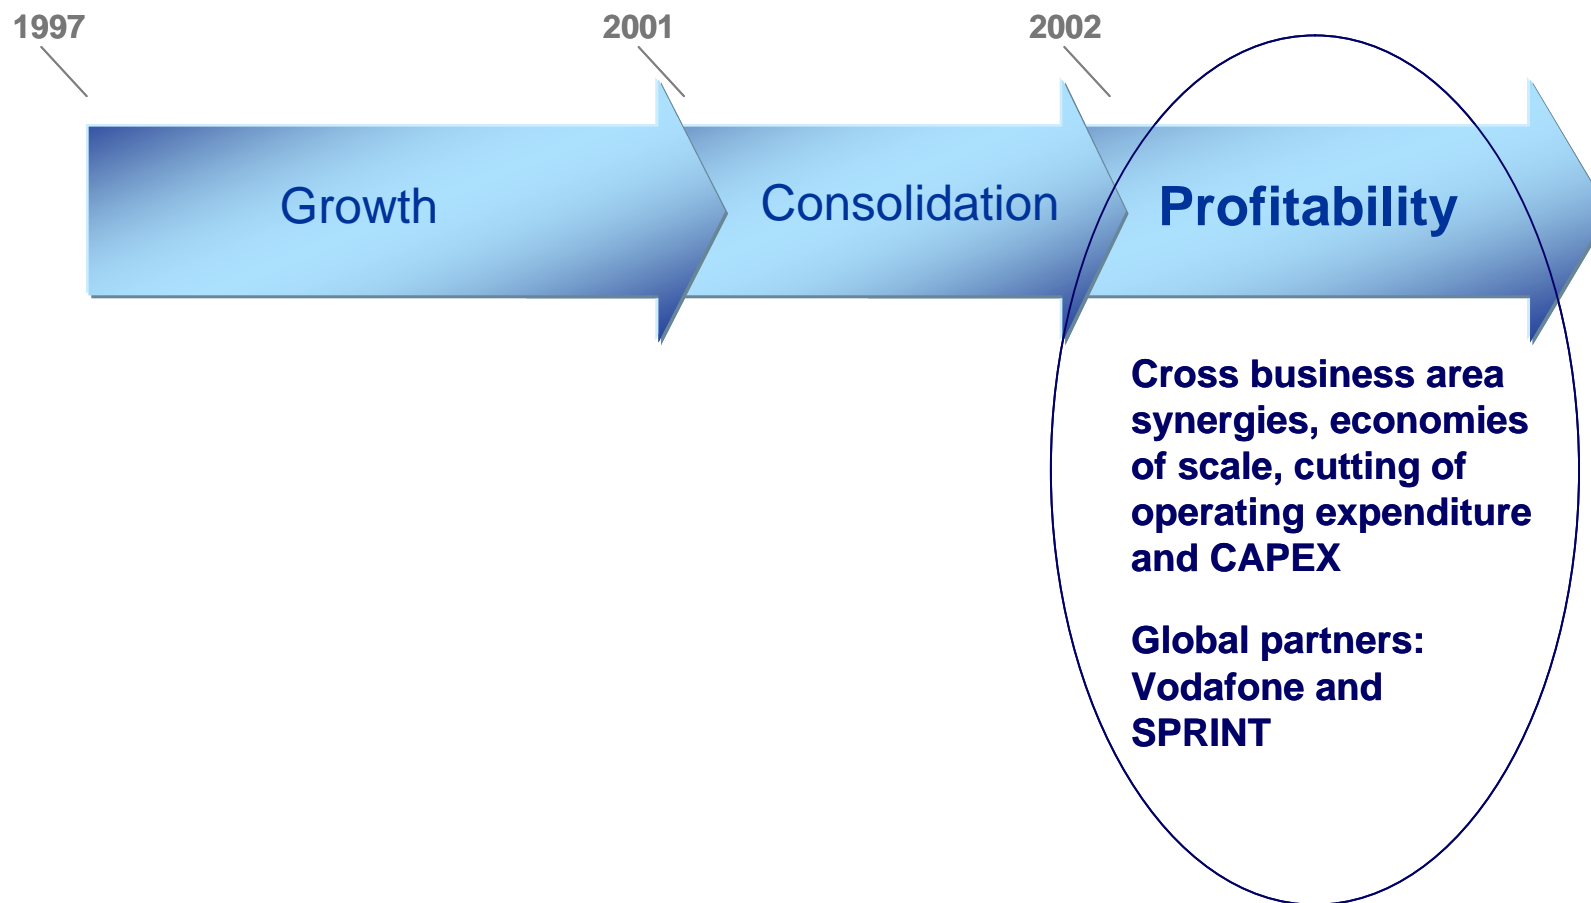 1997
2001
2002
Growth
Consolidation
Profitability
Cross business area
synergies, economies
of scale, cutting of
operating expenditure
and CAPEX
Global partners:
Vodafone and
SPRINT